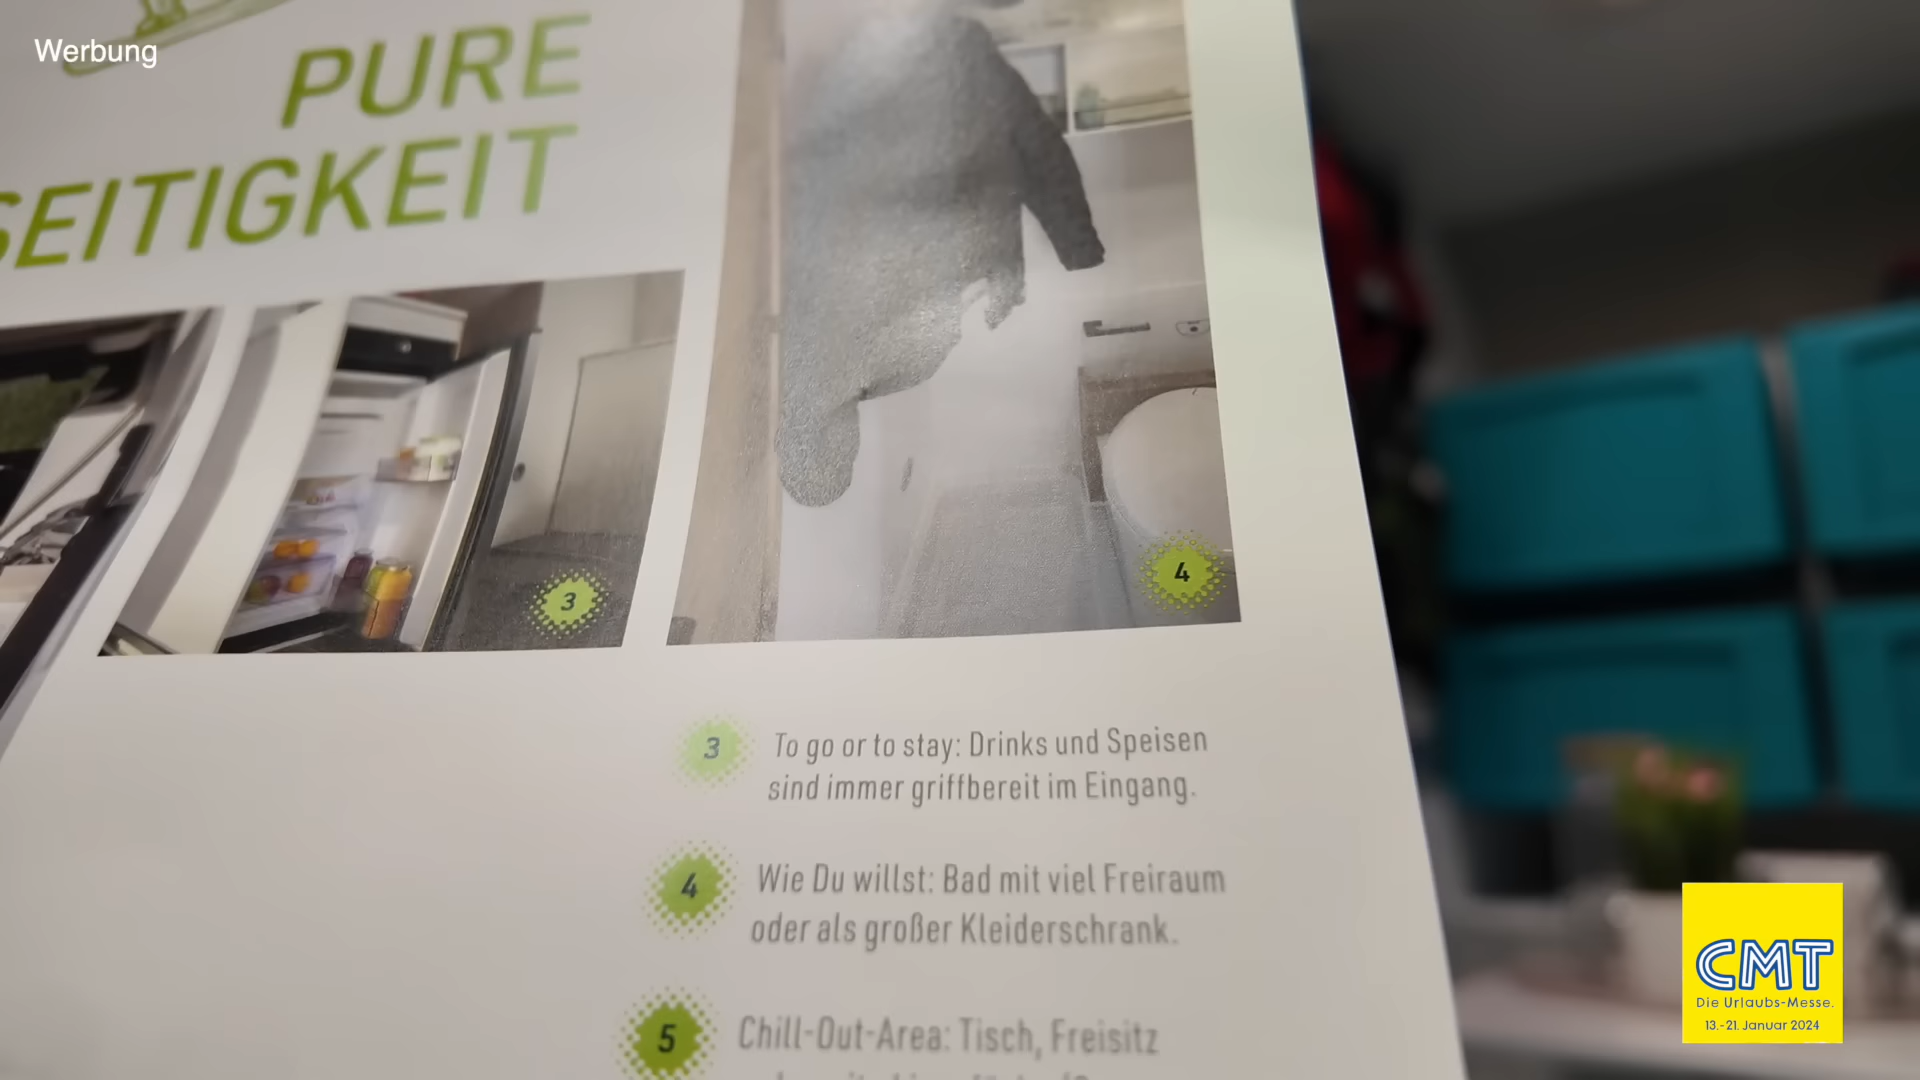 Werbung
PURE
SEITIGKEIT
3
4
3 To go or to stay: Drinks und Speisen
sind immer griffbereit im Eingang.
4 Wie Du willst: Bad mit viel Freiraum
oder als großer Kleiderschrank.
5 Chill-Out-Area: Tisch, Freisitz
CMT
Die Urlaubs-Messe.
13.-21. Januar 2024